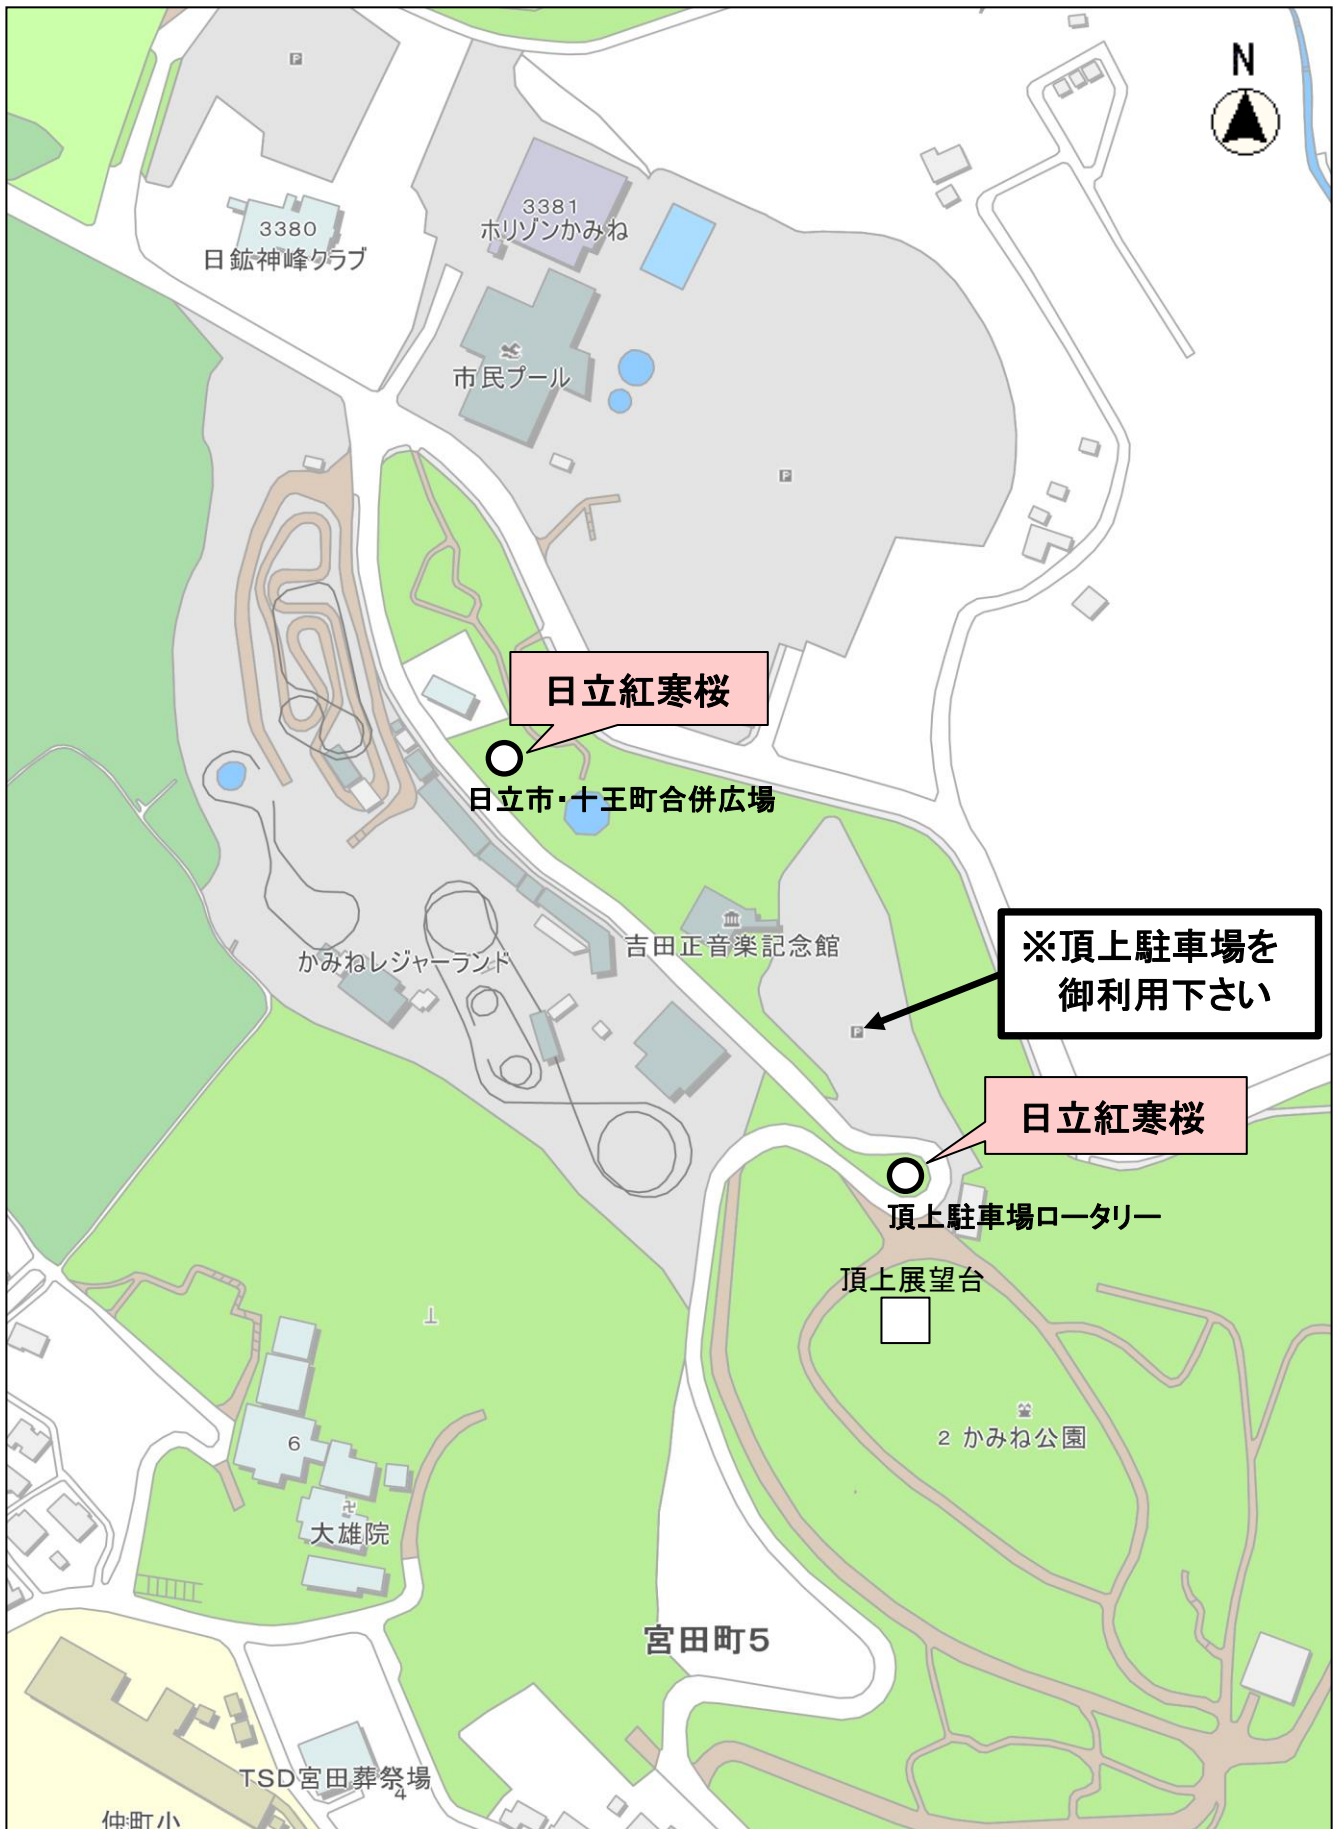 N
P
3381
ホリゾンかみね
3380
日鉱神峰クラブ
市民プール
P
日立紅寒桜
日立市・十王町合併広場
吉田正音楽記念館
かみねレジャーランド
※頂上駐車場を
御利用下さい
P
日立紅寒桜
頂上駐車場ロータリー
頂上展望台
2 かみね公園
6
大雄院
宮田町5
TSD宮田葬祭場
4
仲町小